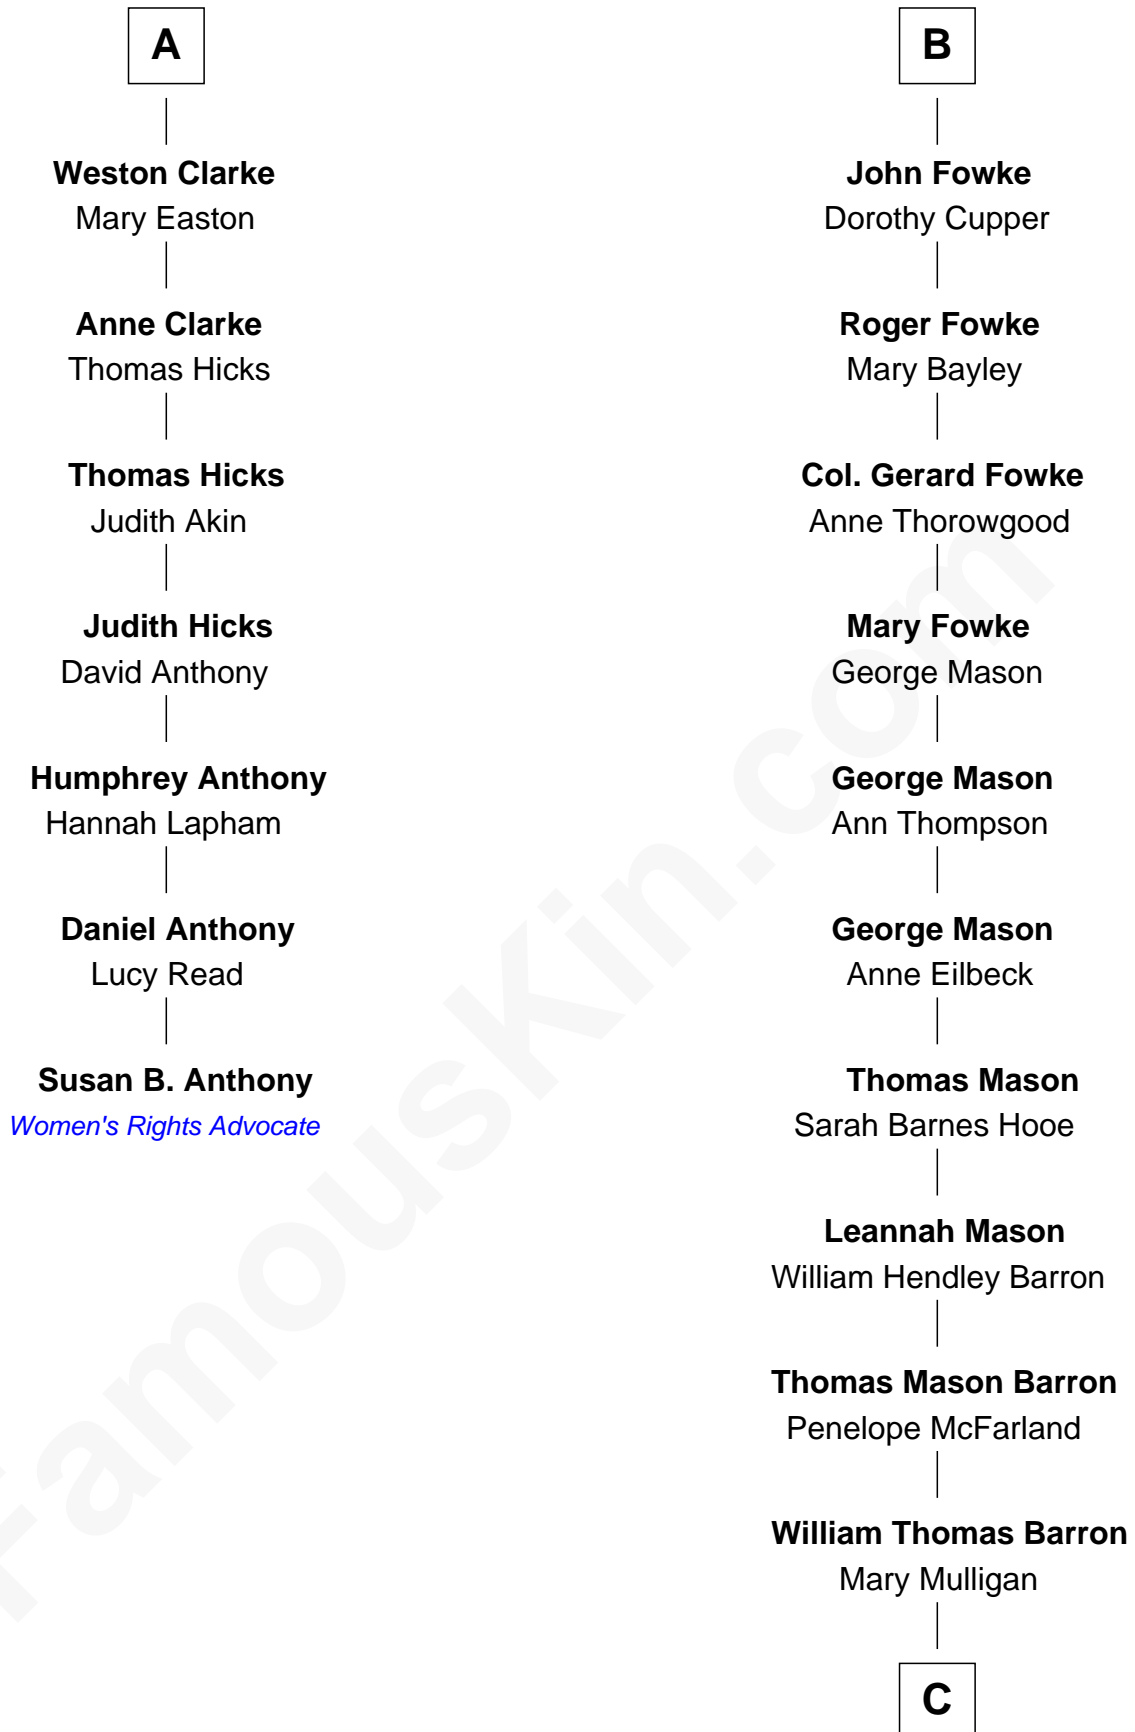 A
Weston Clarke
Mary Easton
Anne Clarke
Thomas Hicks
Thomas Hicks
Judith Akin
Judith Hicks
David Anthony
Humphrey Anthony
Hannah Lapham
Daniel Anthony
Lucy Read
Susan B. Anthony
Women's Rights Advocate
B
John Fowke
Dorothy Cupper
Roger Fowke
Mary Bayley
Col. Gerard Fowke
Anne Thorowgood
Mary Fowke
George Mason
George Mason
Ann Thompson
George Mason
Anne Eilbeck
Thomas Mason
Sarah Barnes Hooe
Leannah Mason
William Hendley Barron
Thomas Mason Barron
Penelope McFarland
William Thomas Barron
Mary Mulligan
C
FamousKin.com